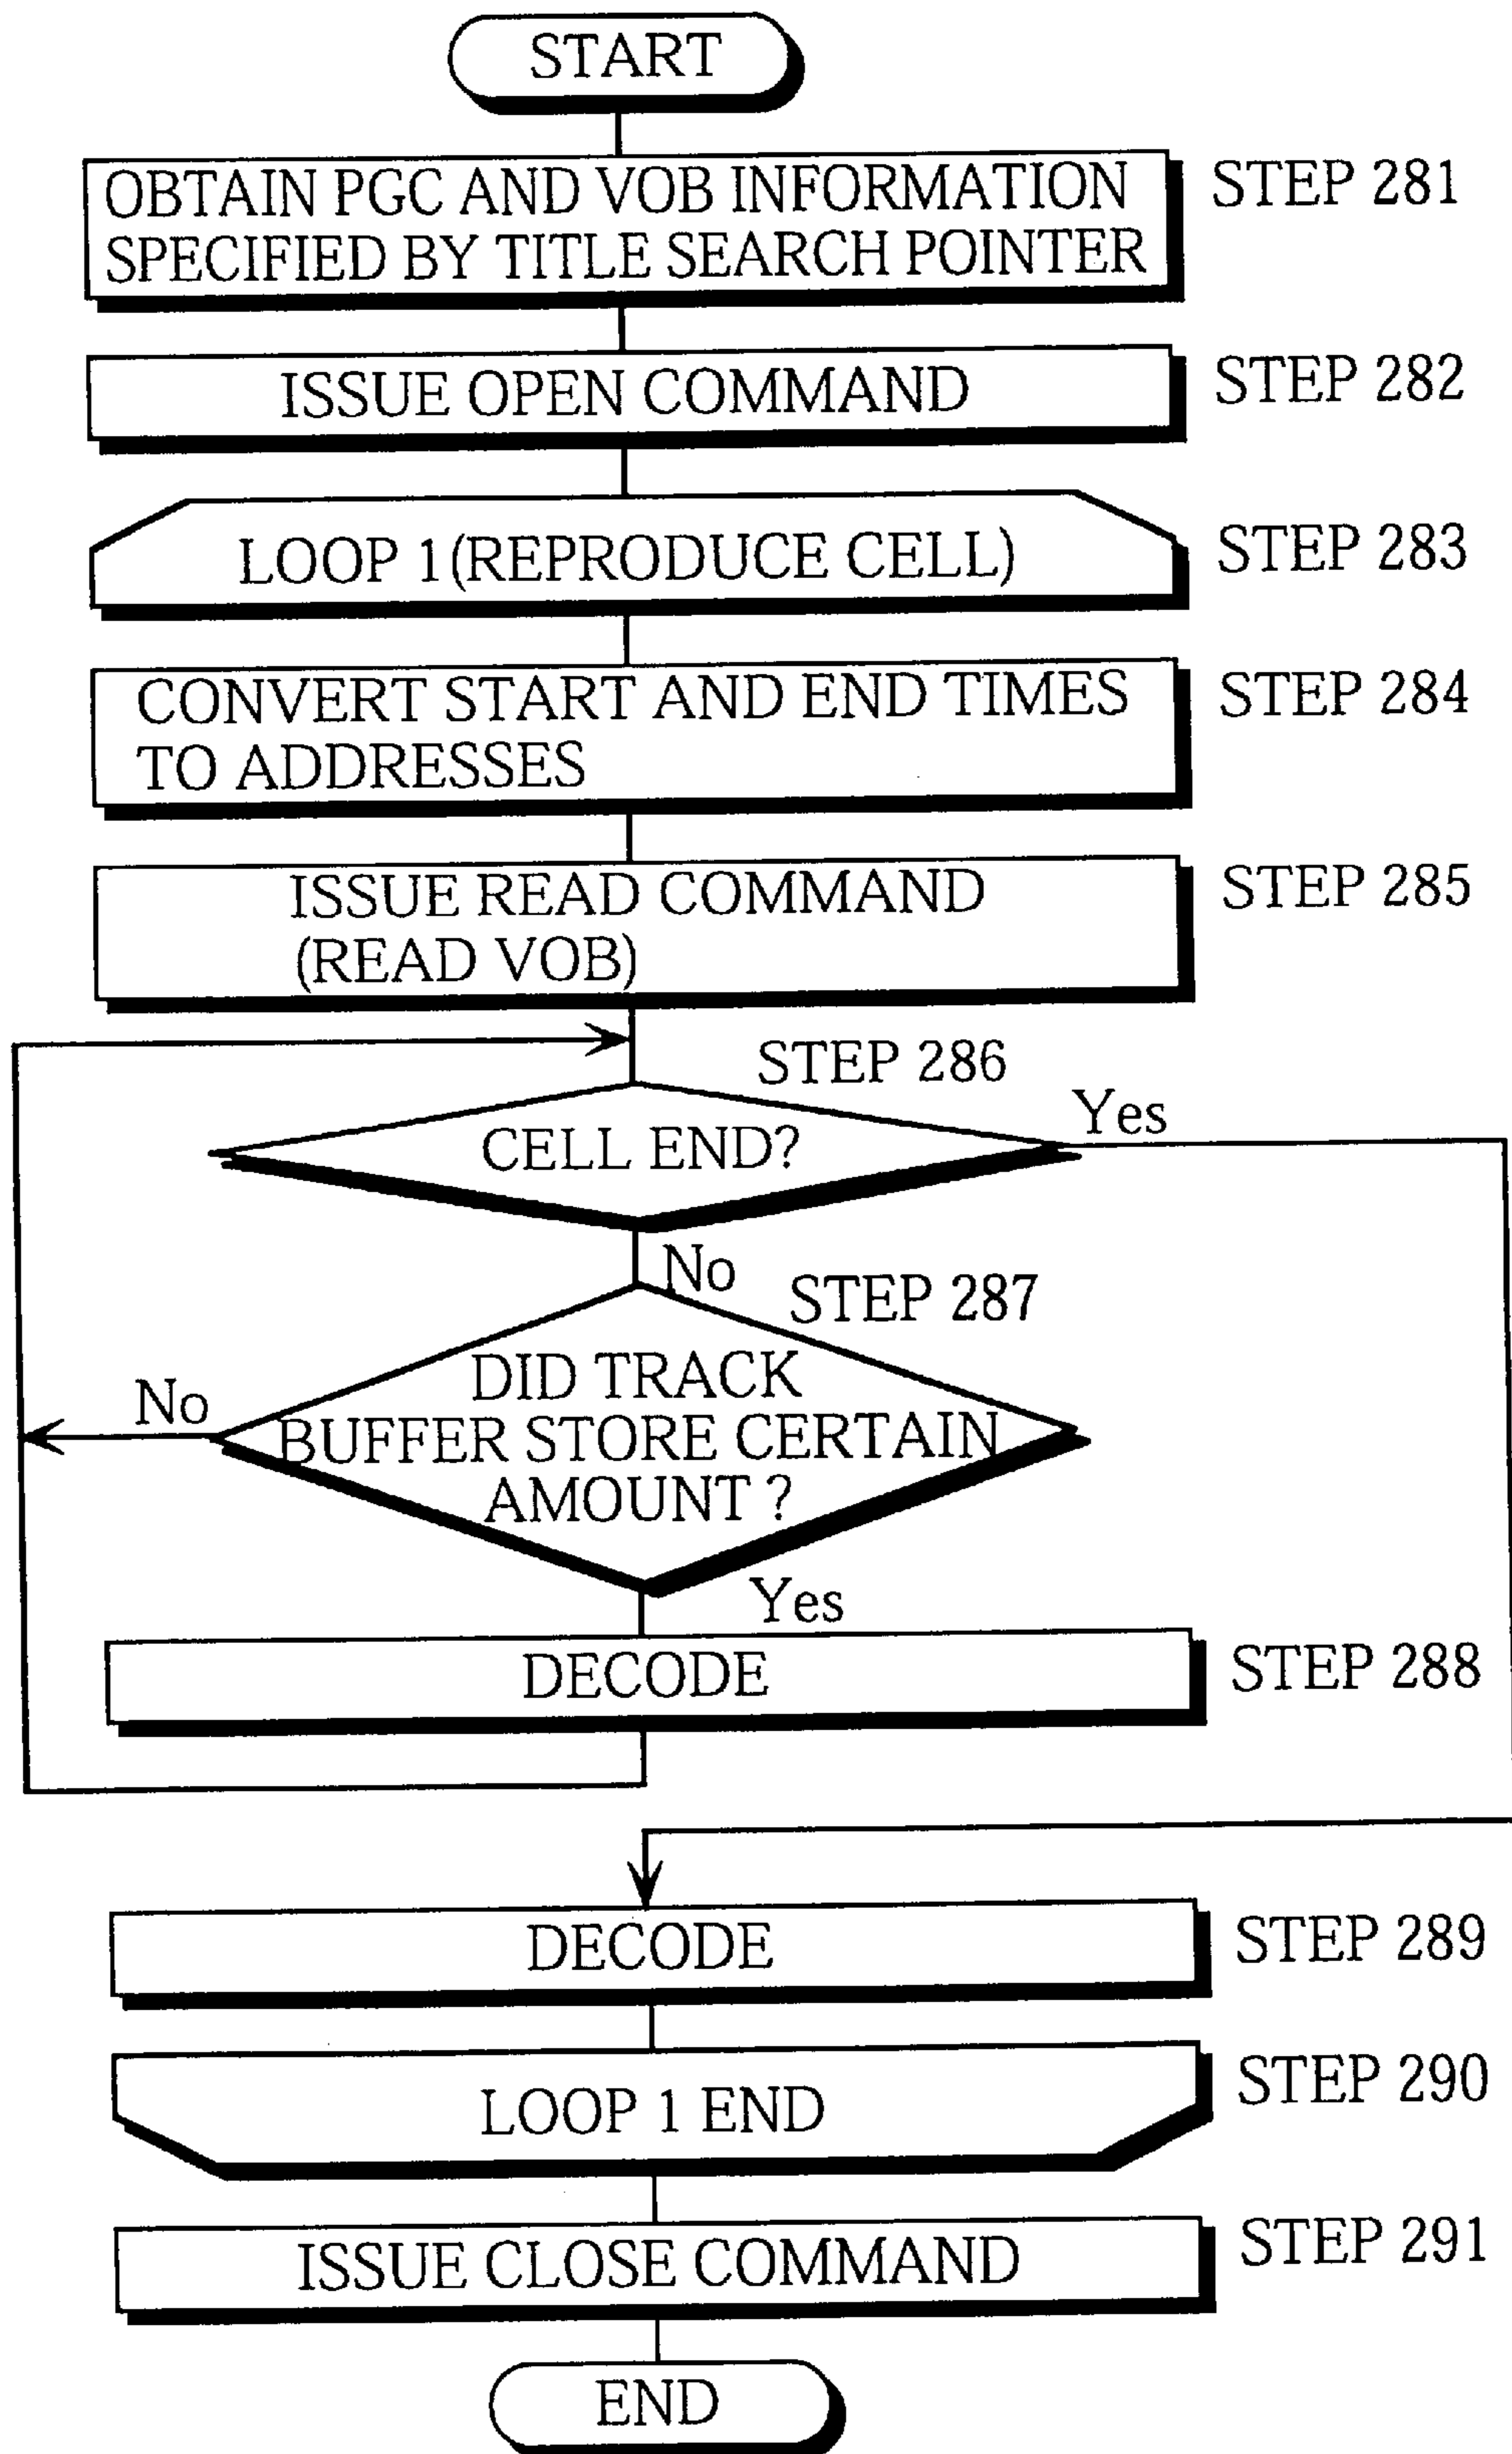 START
OBTAIN PGC AND VOB INFORMATION
SPECIFIED BY TITLE SEARCH POINTER
STEP 281
ISSUE OPEN COMMAND
STEP 282
LOOP 1(REPRODUCE CELL)
STEP 283
CONVERT START AND END TIMES
TO ADDRESSES
STEP 284
ISSUE READ COMMAND
(READ VOB)
STEP 285
STEP 286
CELL END?
Yes
No
STEP 287
DID TRACK
BUFFER STORE CERTAIN
AMOUNT ?
No
Yes
DECODE
STEP 288
DECODE
STEP 289
LOOP 1 END
STEP 290
ISSUE CLOSE COMMAND
STEP 291
END